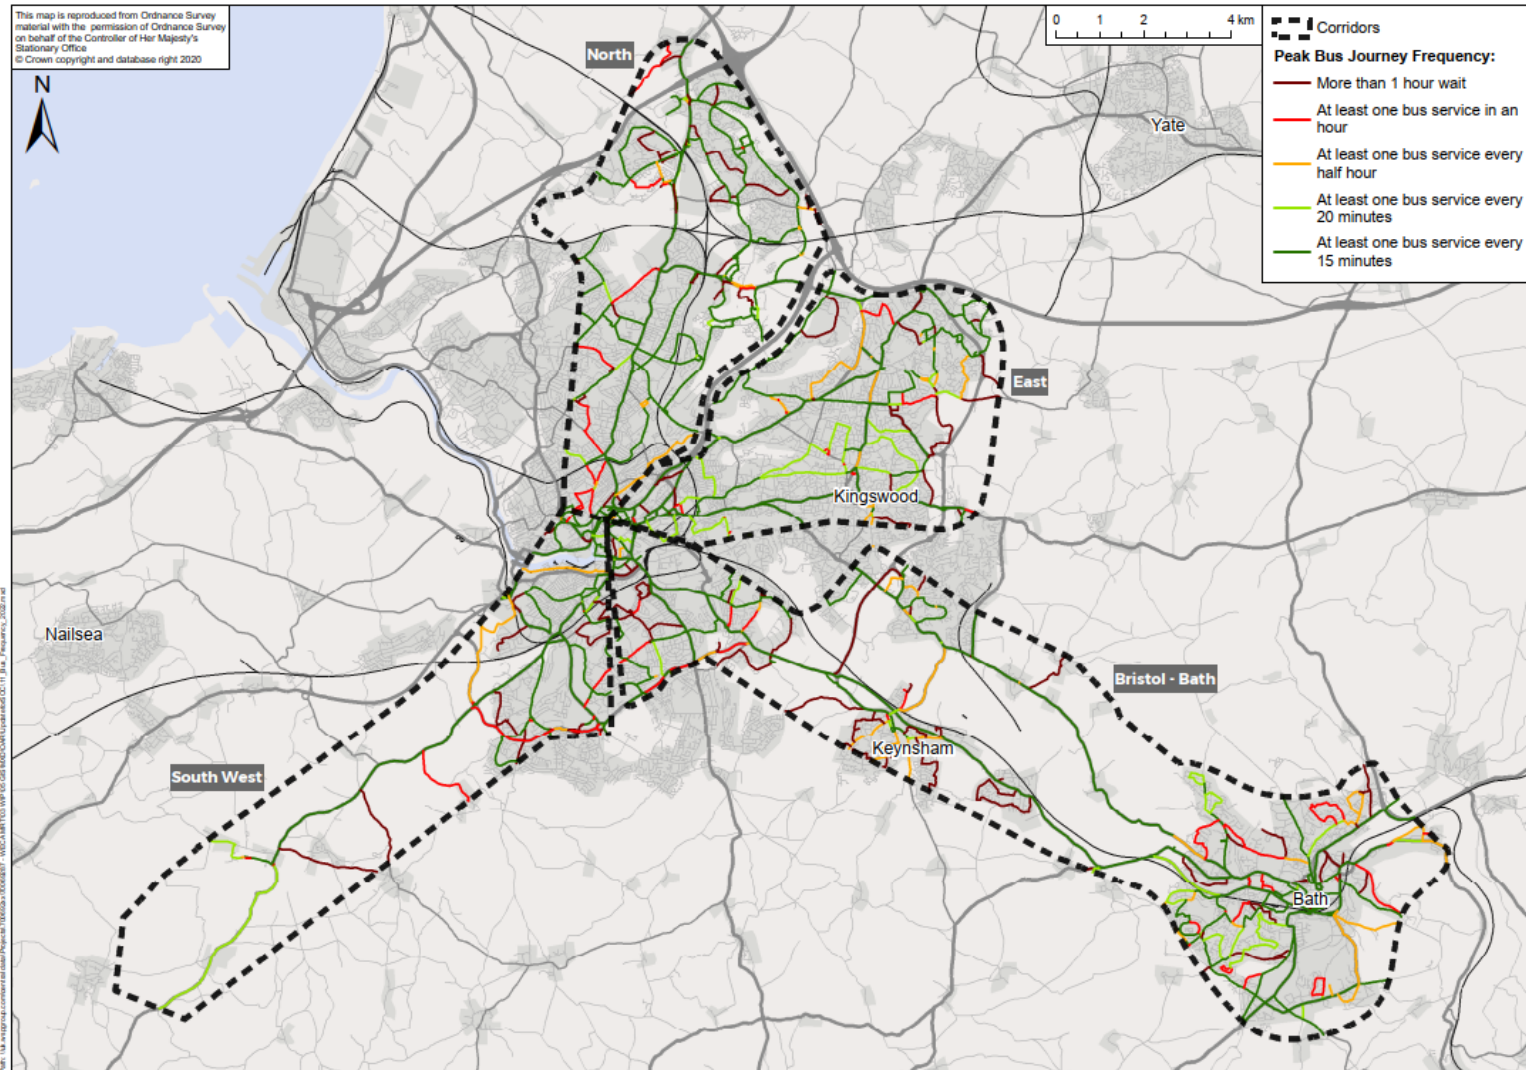 This map is reproduced from Ordnance Survey
material with the permission of Ordnance Survey
on behalf of the Controller of Her Majesty's
Stationary Office
© Crown copyright and database right 2020
N
0 1 2 4 km
Corridors
Peak Bus Journey Frequency:
More than 1 hour wait
At least one bus service in an
hour
At least one bus service every
half hour
At least one bus service every
20 minutes
At least one bus service every
15 minutes
North
Yate
East
Kingswood
Nailsea
Bristol - Bath
Keynsham
South West
Bath